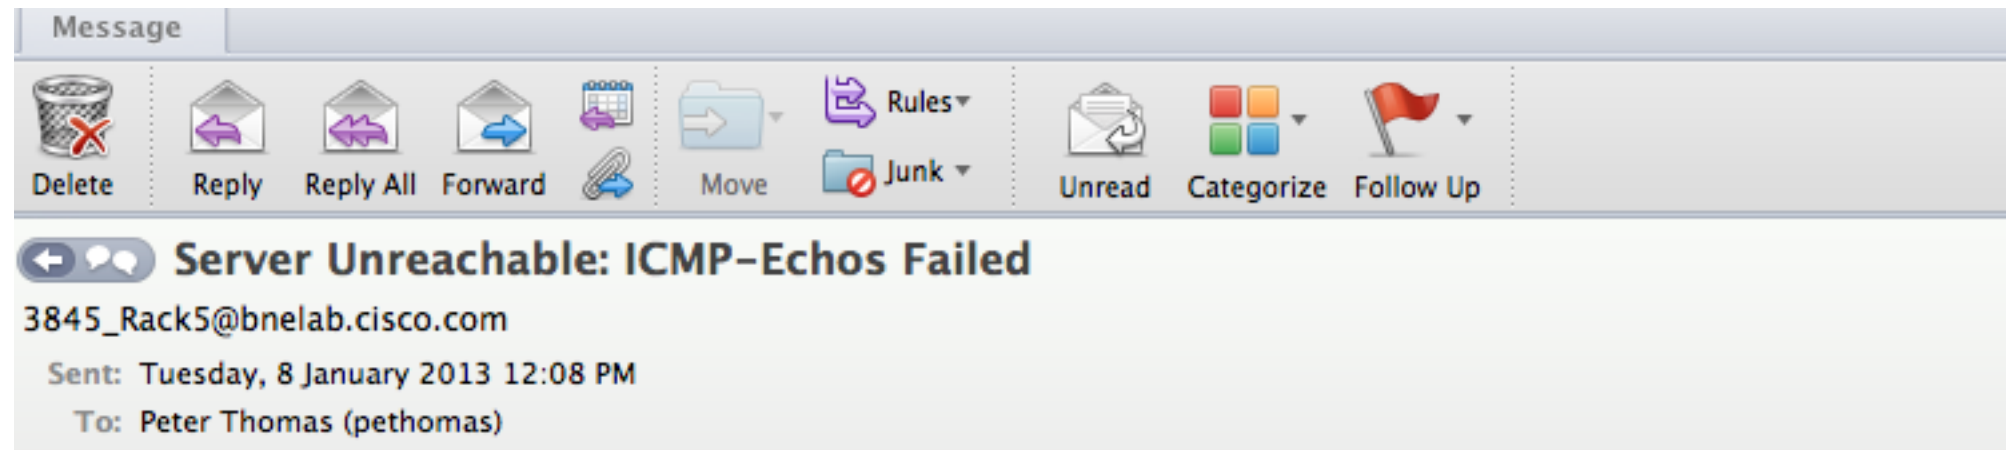 Message
Rules
Junk
Delete
Reply
Reply All
Forward
Move
Unread
Categorize
Follow Up
Server Unreachable: ICMP-Echos Failed
3845_Rack5@bnelab.cisco.com
Sent: Tuesday, 8 January 2013 12:08 PM
To: Peter Thomas (pethomas)